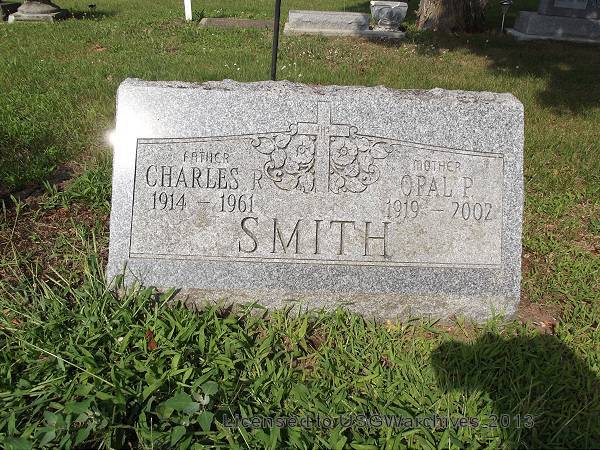 FATHER
CHARLES R
1914 - 1961
MOTHER
OPAL P.
1919 - 2002
SMITH
Licensed to USGWarchives 2013